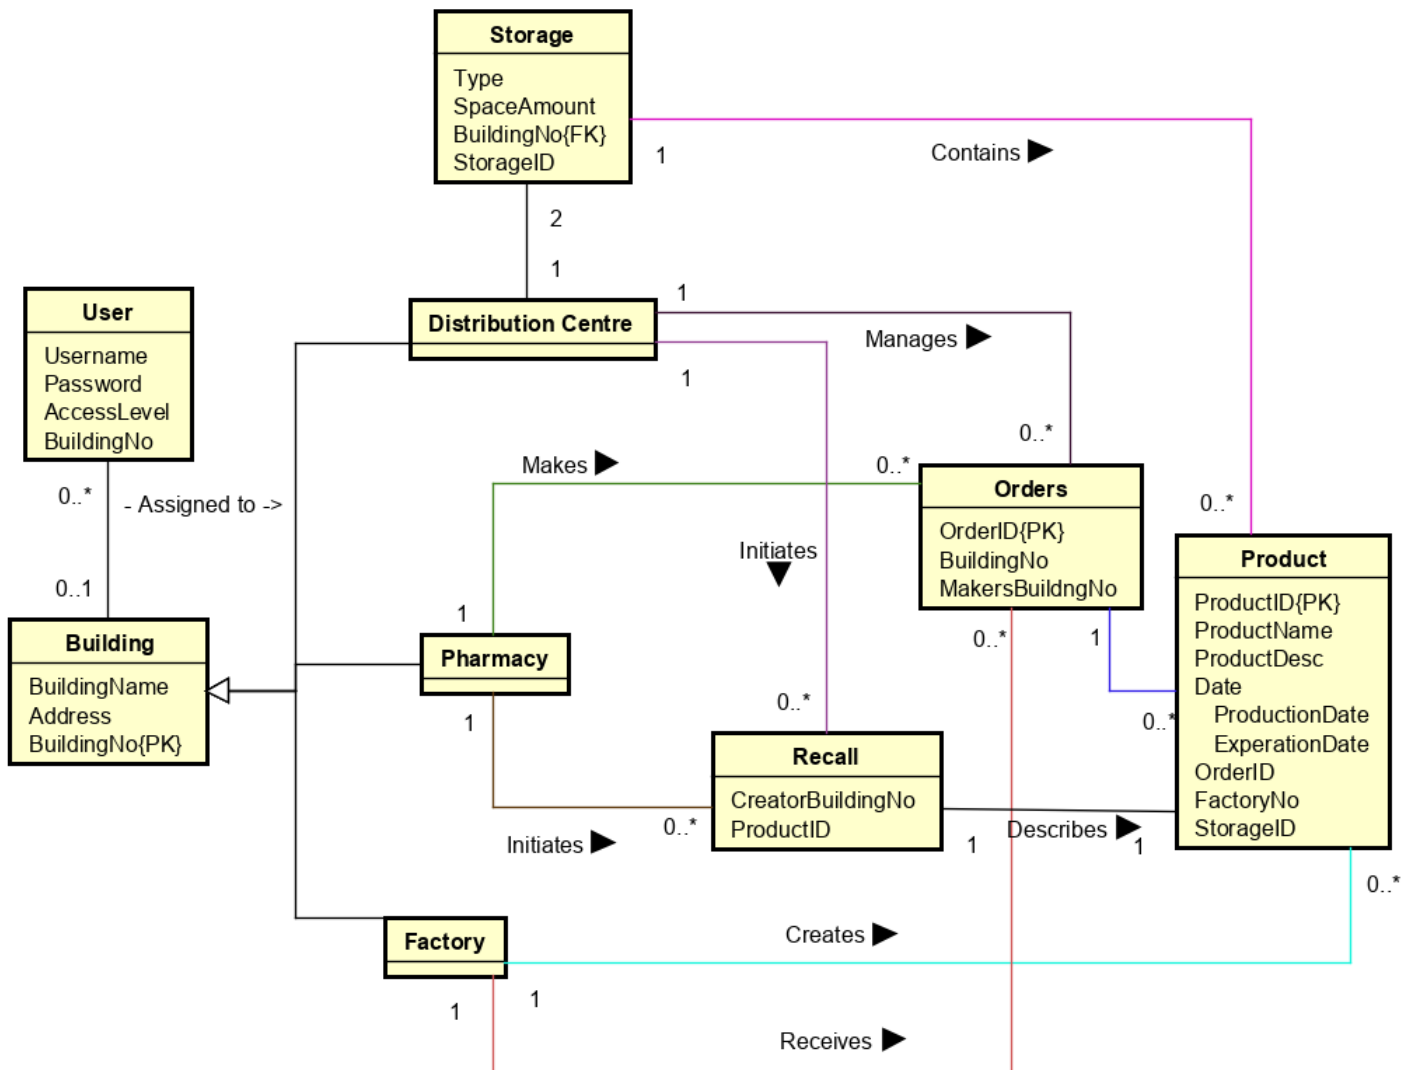 Storage
Type
SpaceAmount
BuildingNo{FK}
StorageID
1
Contains
2
1
User
Username
Password
AccessLevel
BuildingNo
Distribution Centre
1
Manages
1
0..*
- Assigned to ->
0..1
Makes
0..*
0..*
Orders
OrderID{PK}
BuildingNo
MakersBuildngNo
0..*
Initiates
Product
ProductID{PK}
ProductName
ProductDesc
Date
ProductionDate
ExperationDate
OrderID
FactoryNo
StorageID
Building
BuildingName
Address
BuildingNo{PK}
1
Pharmacy
1
0..*
1
0..*
0..*
Recall
CreatorBuildingNo
ProductID
Initiates
0..*
1
Describes
1
0..*
Factory
1
1
Creates
Receives